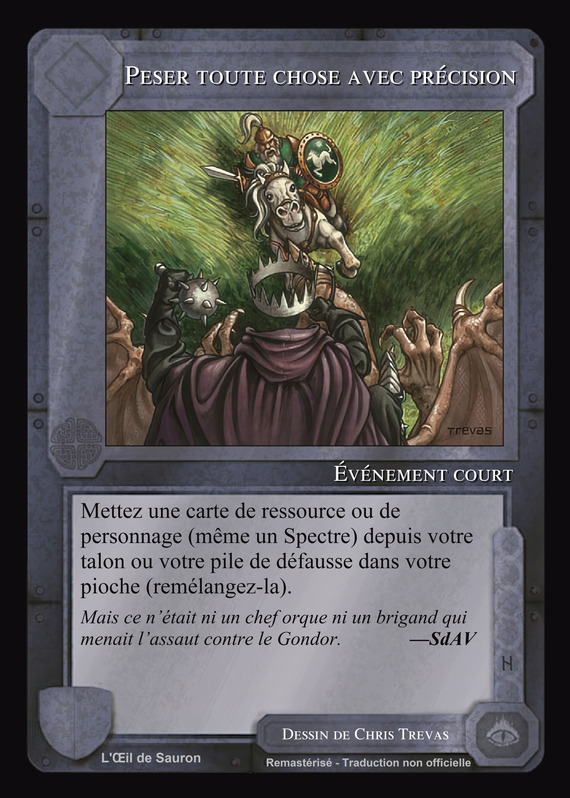 Peser toute chose avec précision
Trevas
Événement court
Mettez une carte de ressource ou de
personnage (même un Spectre) depuis votre
talon ou votre pile de défausse dans votre
pioche (remélangez-la).
Mais ce n’était ni un chef orque ni un brigand qui
menait l’assaut contre le Gondor. —SdAV
Dessin de Chris Trevas
L'Œil de Sauron
Remastérisé - Traduction non officielle